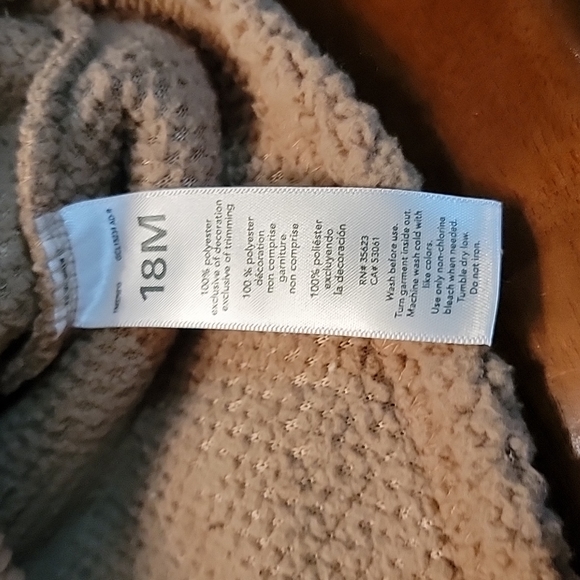 18M
100% polyester
exclusive of decoration
exclusive of trimming
100 % polyester
décoration
non comprise
garniture
non comprise
100% poliéster
excluyendo
la decoración
RN# 35623
CA# 53061
Wash before use.
Turn garment inside out.
Machine wash cold with
like colors.
Use only non-chlorine
bleach when needed.
Tumble dry low.
Do not iron.